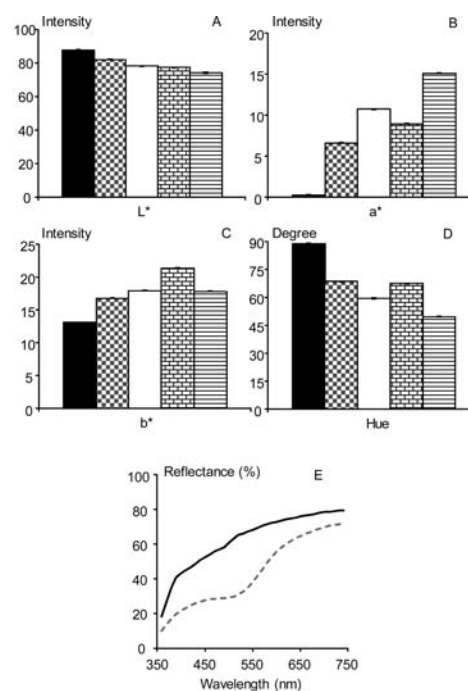 Intensity A
100
80
60
40
20
0
L*
Intensity B
20
15
10
5
0
a*
Intensity C
25
20
15
10
5
0
b*
Degree D
90
75
60
45
30
15
0
Hue
Reflectance (%) E
100
80
60
40
20
0
350 450 550 650 750
Wavelength (nm)